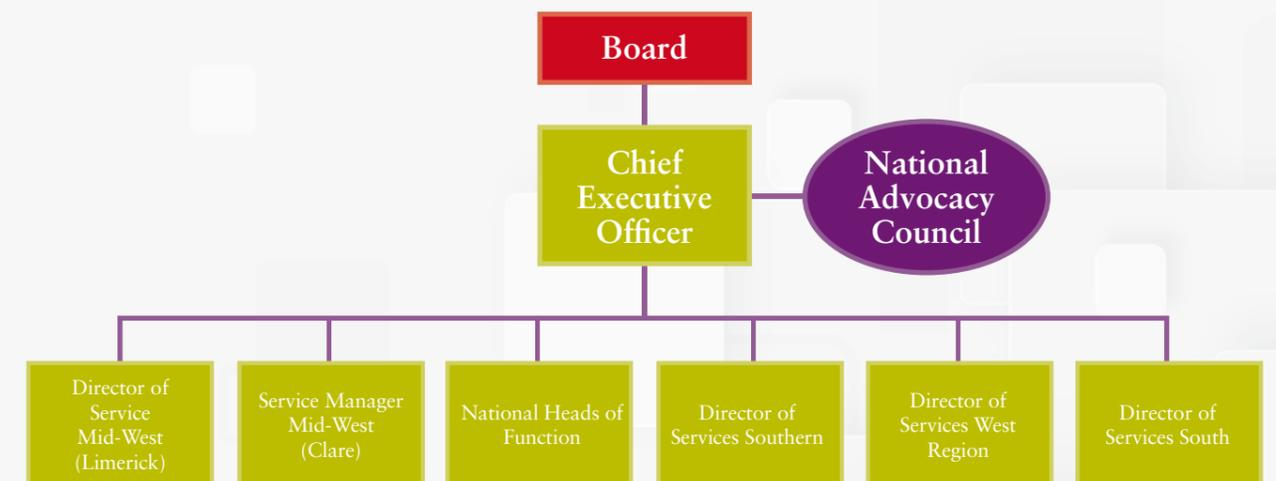 Board
Chief
Executive
Officer
National
Advocacy
Council
Director of
Service
Mid-West
(Limerick)
Service Manager
Mid-West
(Clare)
National Heads of
Function
Director of
Services Southern
Director of
Services West
Region
Director of
Services South